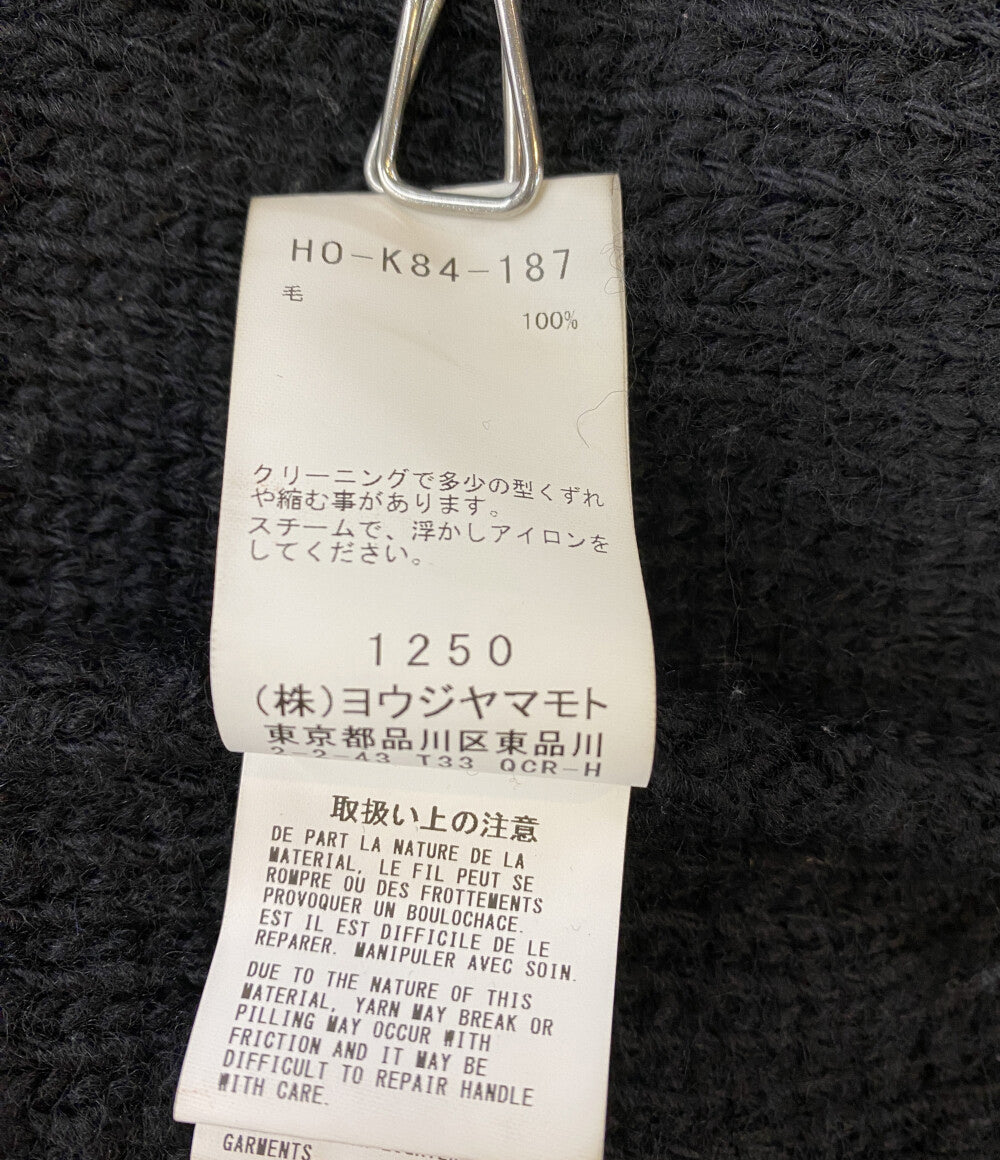 HO-K84-187
毛
100%
クリーニングで多少の型くずれ
や縮む事があります。
スチームで、浮かしアイロンを
してください。
1250
(株)ヨウジヤマモト
東京都品川区東品川
2-2-43 T33 OCR-H
取扱い上の注意
DE PART LA NATURE DE LA
MATERIAL, LE FIL PEUT SE
ROMPRE OU DES FROTTEMENTS
PROVOQUER UN BOULOCHACE.
EST IL EST DIFFICILE DE LE
REPARER. MANIPULER AVEC SOIN.
DUE TO THE NATURE OF THIS
MATERIAL, YARN MAY BREAK OR
PILLING MAY OCCUR WITH
FRICTION AND IT MAY BE
DIFFICULT TO REPAIR HANDLE
WITH CARE.
GARMENTS